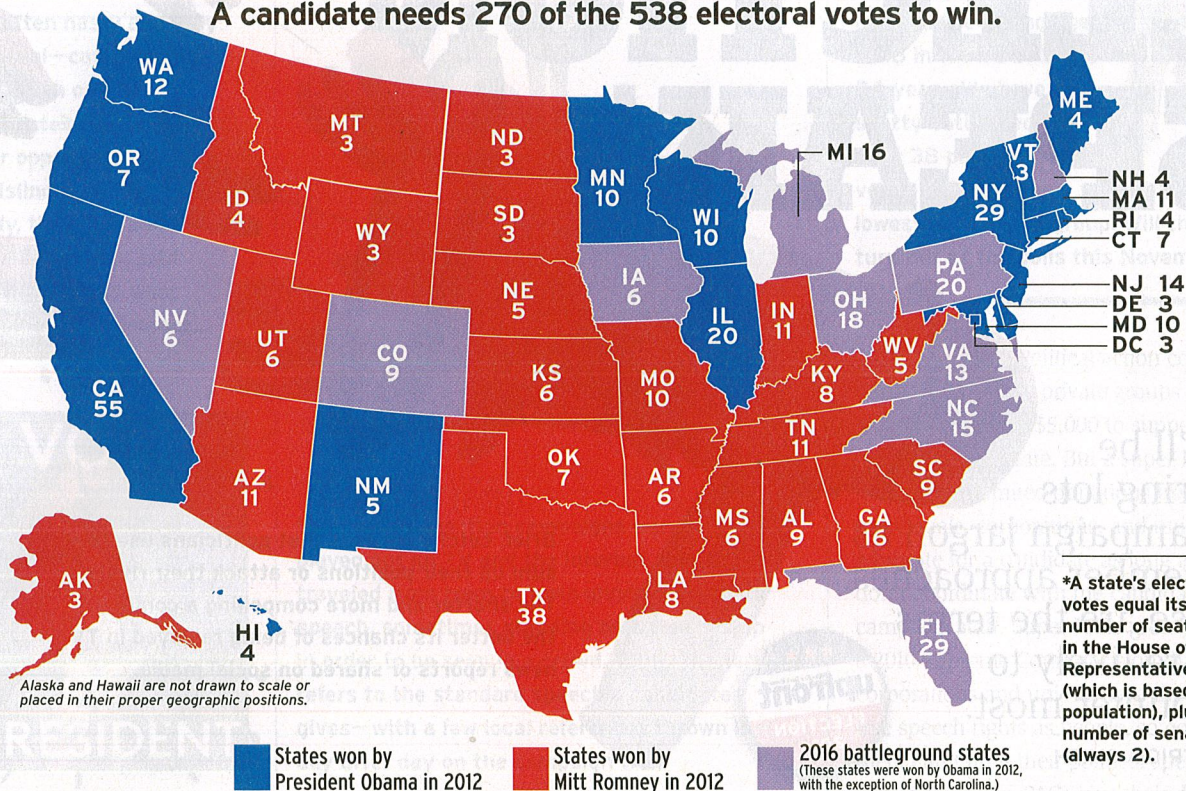 A candidate needs 270 of the 538 electoral votes to win.
WA
12
OR
7
ID
4
MT
3
ND
3
MN
10
MI 16
ME
4
VT
3
NH 4
MA 11
RI 4
CT 7
NY
29
WI
10
SD
3
WY
3
NV
6
UT
6
CO
9
NE
5
IA
6
IL
20
IN
11
OH
18
PA
20
NJ 14
DE 3
MD 10
DC 3
WV
5
VA
13
CA
55
KS
6
MO
10
KY
8
NC
15
TN
11
AZ
11
NM
5
OK
7
AR
6
SC
9
MS
6
AL
9
GA
16
AK
3
HI
4
TX
38
LA
8
FL
29
*A state's elec
votes equal its
number of seat
in the House of
Representative
(which is based
population), plu
number of sena
(always 2).
Alaska and Hawaii are not drawn to scale or
placed in their proper geographic positions.
States won by
President Obama in 2012
States won by
Mitt Romney in 2012
2016 battleground states
(These states were won by Obama in 2012,
with the exception of North Carolina.)